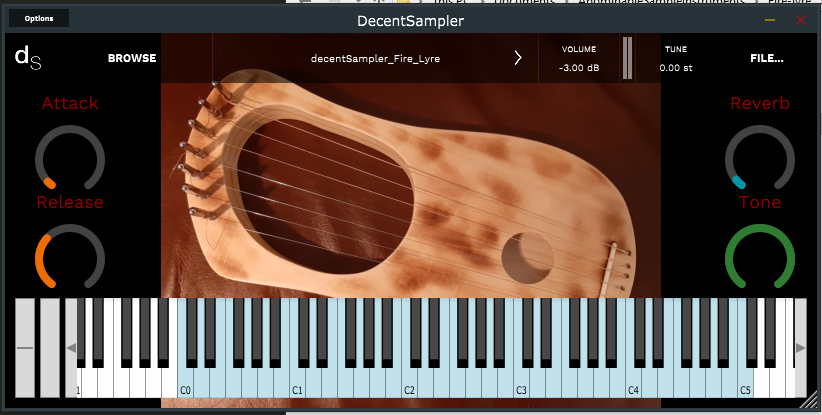 Options
DecentSampler
ds
BROWSE
decentSampler_Fire_Lyre
VOLUME
-3.00 dB
TUNE
0.00 st
FILE...
Attack
Reverb
Release
Tone
1 C0 C1 C2 C3 C4 C5